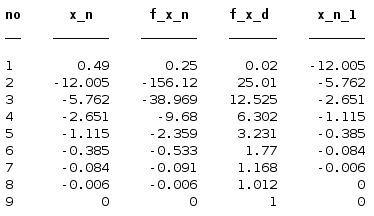 no x_n f_x_n f_x_d x_n_1
1 0.49 0.25 0.02 -12.005
2 -12.005 -156.12 25.01 -5.762
3 -5.762 -38.969 12.525 -2.651
4 -2.651 -9.68 6.302 -1.115
5 -1.115 -2.359 3.231 -0.385
6 -0.385 -0.533 1.77 -0.084
7 -0.084 -0.091 1.168 -0.006
8 -0.006 -0.006 1.012 0
9 0 0 1 0